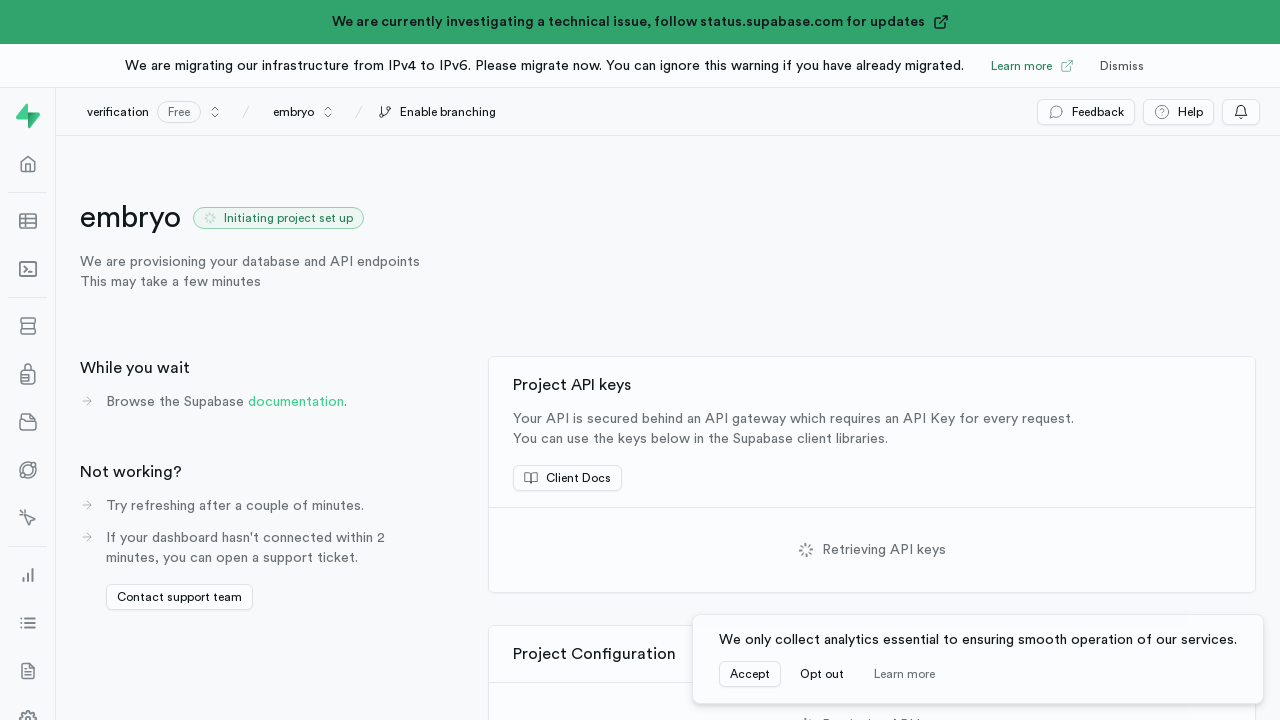 We are currently investigating a technical issue, follow status.supabase.com for updates
We are migrating our infrastructure from IPv4 to IPv6. Please migrate now. You can ignore this warning if you have already migrated. Learn more Dismiss
verification Free / embryo / Enable branching Feedback Help
embryo Initiating project set up
We are provisioning your database and API endpoints
This may take a few minutes
While you wait
Browse the Supabase documentation.
Not working?
Try refreshing after a couple of minutes.
If your dashboard hasn't connected within 2
minutes, you can open a support ticket.
Contact support team
Project API keys
Your API is secured behind an API gateway which requires an API Key for every request.
You can use the keys below in the Supabase client libraries.
Client Docs
Retrieving API keys
Project Configuration
We only collect analytics essential to ensuring smooth operation of our services.
Accept Opt out Learn more